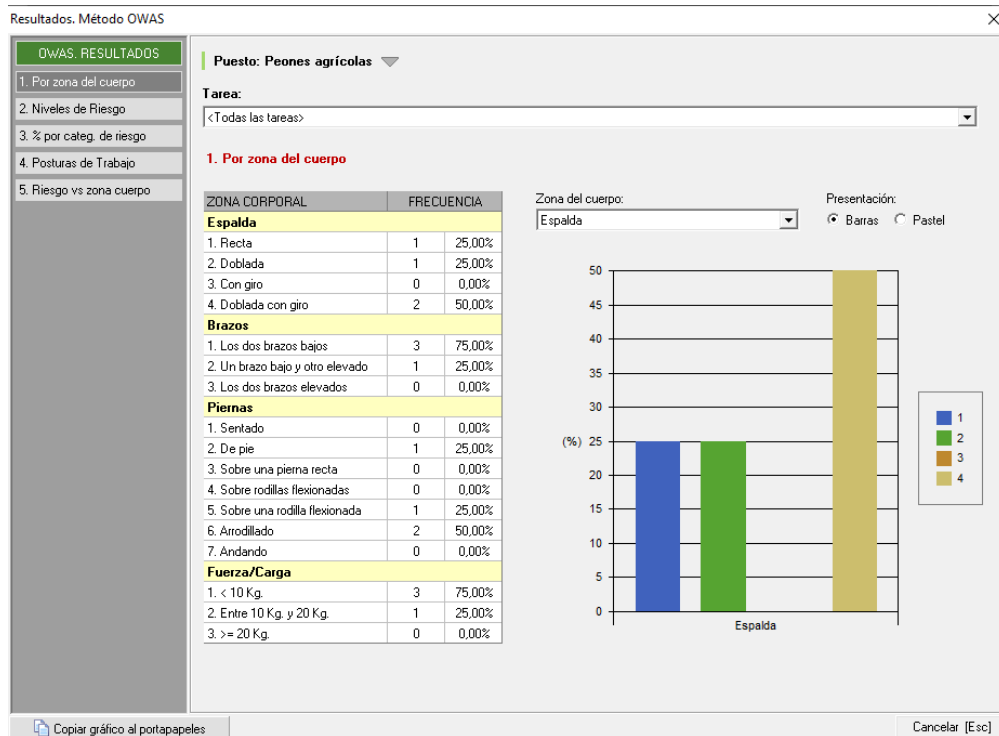 Resultados. Método OWAS
OWAS. RESULTADOS
1. Por zona del cuerpo
2. Niveles de Riesgo
3. % por categ. de riesgo
4. Posturas de Trabajo
5. Riesgo vs zona cuerpo
Puesto: Peones agrícolas
Tarea:
<Todas las tareas>
1. Por zona del cuerpo
ZONA CORPORAL FRECUENCIA
Espalda
1. Recta 1 25,00%
2. Doblada 1 25,00%
3. Con giro 0 0,00%
4. Doblada con giro 2 50,00%
Brazos
1. Los dos brazos bajos 3 75,00%
2. Un brazo bajo y otro elevado 1 25,00%
3. Los dos brazos elevados 0 0,00%
Piernas
1. Sentado 0 0,00%
2. De pie 1 25,00%
3. Sobre una pierna recta 0 0,00%
4. Sobre rodillas flexionadas 0 0,00%
5. Sobre una rodilla flexionada 1 25,00%
6. Arrodillado 2 50,00%
7. Andando 0 0,00%
Fuerza/Carga
1. < 10 Kg. 3 75,00%
2. Entre 10 Kg. y 20 Kg. 1 25,00%
3. >= 20 Kg. 0 0,00%
Zona del cuerpo:
Espalda
Presentación:
Barras Pastel
50
45
40
35
30
(%) 25
20
15
10
5
0
Espalda
1
2
3
4
Copiar gráfico al portapapeles
Cancelar [Esc]